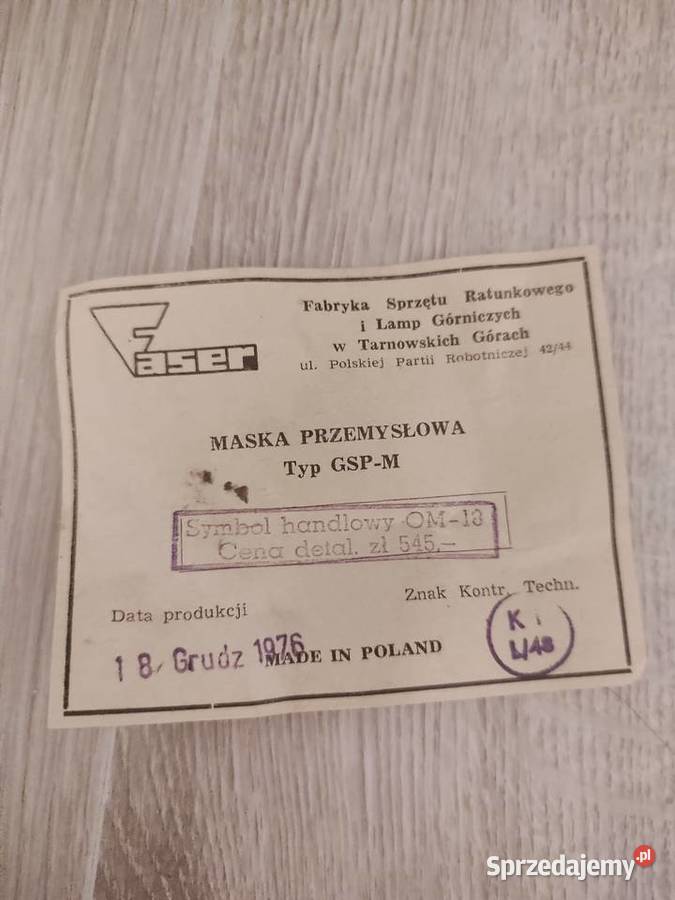 Faser
Fabryka Sprzętu Ratunkowego
i Lamp Górniczych
w Tarnowskich Górach
ul. Polskiej Partii Robotniczej 42/44
MASKA PRZEMYSŁOWA
Typ GSP-M
Symbol handlowy OM-13
Cena detal. zł 545,—
Znak Kontr. Techn.
Data produkcji
18 Grudz 1976
MADE IN POLAND
K
Sprzedajemy.pl